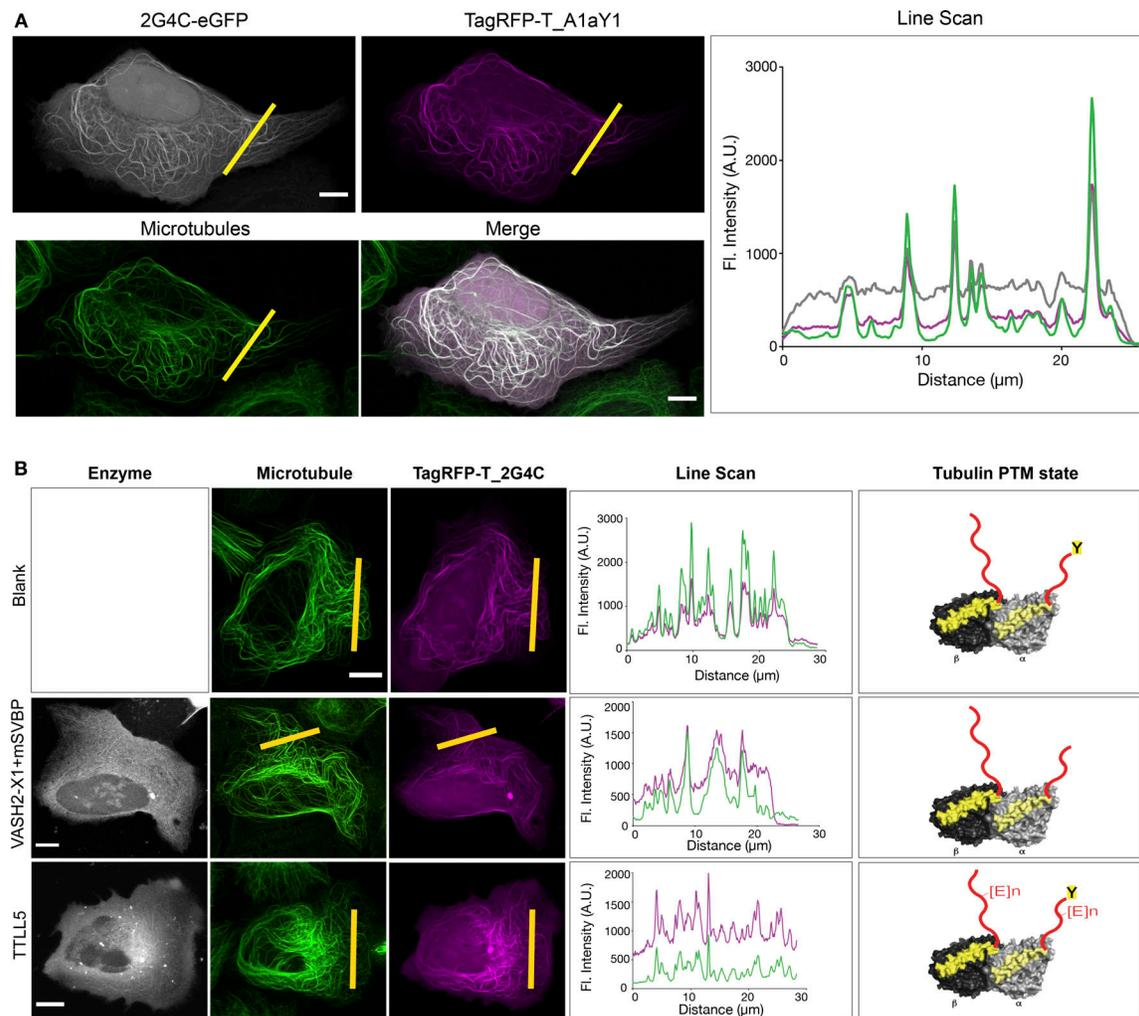 A
2G4C-eGFP
TagRFP-T_A1aY1
Line Scan
Microtubules
Merge
3000
2000
1000
0
Fl. Intensity (A.U.)
0
10
20
Distance (μm)
B
Enzyme
Microtubule
TagRFP-T_2G4C
Line Scan
Tubulin PTM state
Blank
3000
2000
1000
0
Fl. Intensity (A.U.)
0
10
20
30
Distance (μm)
Y
β
α
VASH2-X1+mSVBP
2000
1500
1000
500
0
Fl. Intensity (A.U.)
0
10
20
30
Distance (μm)
β
α
TTLL5
2000
1500
1000
500
0
Fl. Intensity (A.U.)
0
10
20
30
Distance (μm)
[E]n
Y
[E]n
β
α